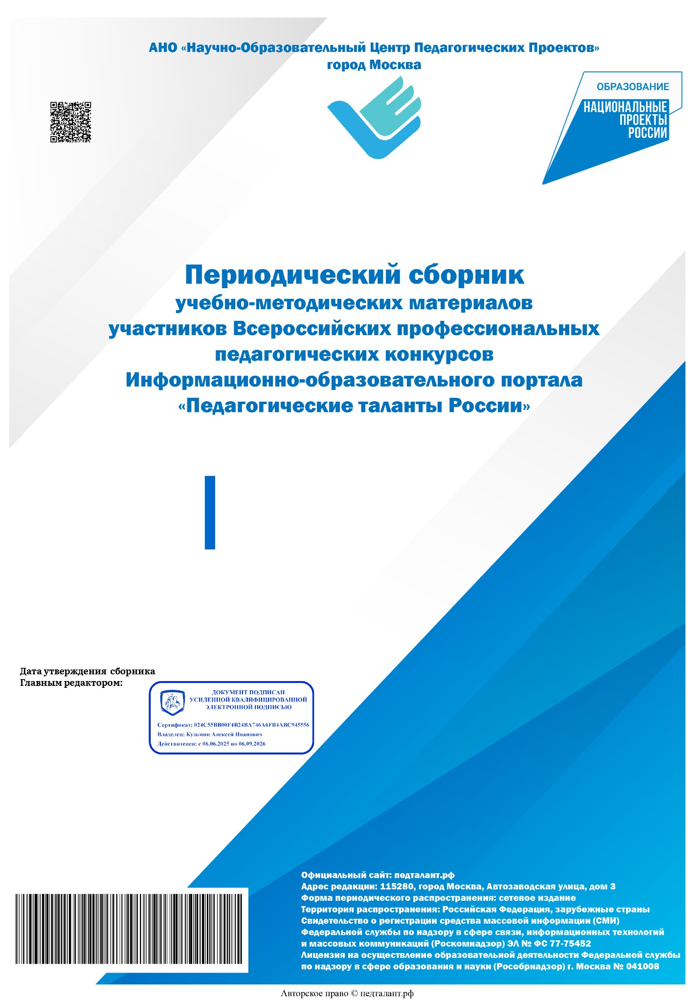 АНО «Научно-Образовательный Центр Педагогических Проектов»
город Москва
ОБРАЗОВАНИЕ
НАЦИОНАЛЬНЫЕ
ПРОЕКТЫ
РОССИИ
Периодический сборник
учебно-методических материалов
участников Всероссийских профессиональных
педагогических конкурсов
Информационно-образовательного портала
«Педагогические таланты России»
Дата утверждения сборника
Главным редактором:
ДОКУМЕНТ ПОДПИСАН
УСИЛЕННОЙ КВАЛИФИЦИРОВАННОЙ
ЭЛЕКТРОННОЙ ПОДПИСЬЮ
Сертификат: 024C55BB00F4B24BA746A6FB4ABC945556
Владелец: Кузьмин Алексей Иванович
Действителен: с 06.06.2025 по 06.09.2026
Официальный сайт: педталант.рф
Адрес редакции: 115280, город Москва, Автозаводская улица, дом 3
Форма периодического распространения: сетевое издание
Территория распространения: Российская Федерация, зарубежные страны
Свидетельство о регистрации средства массовой информации (СМИ)
Федеральной службы по надзору в сфере связи, информационных технологий
и массовых коммуникаций (Роскомнадзор) ЭЛ № ФС 77-75452
Лицензия на осуществление образовательной деятельности Федеральной службы
по надзору в сфере образования и науки (Рособрнадзор) г. Москва № 041008
Авторское право © педталант.рф